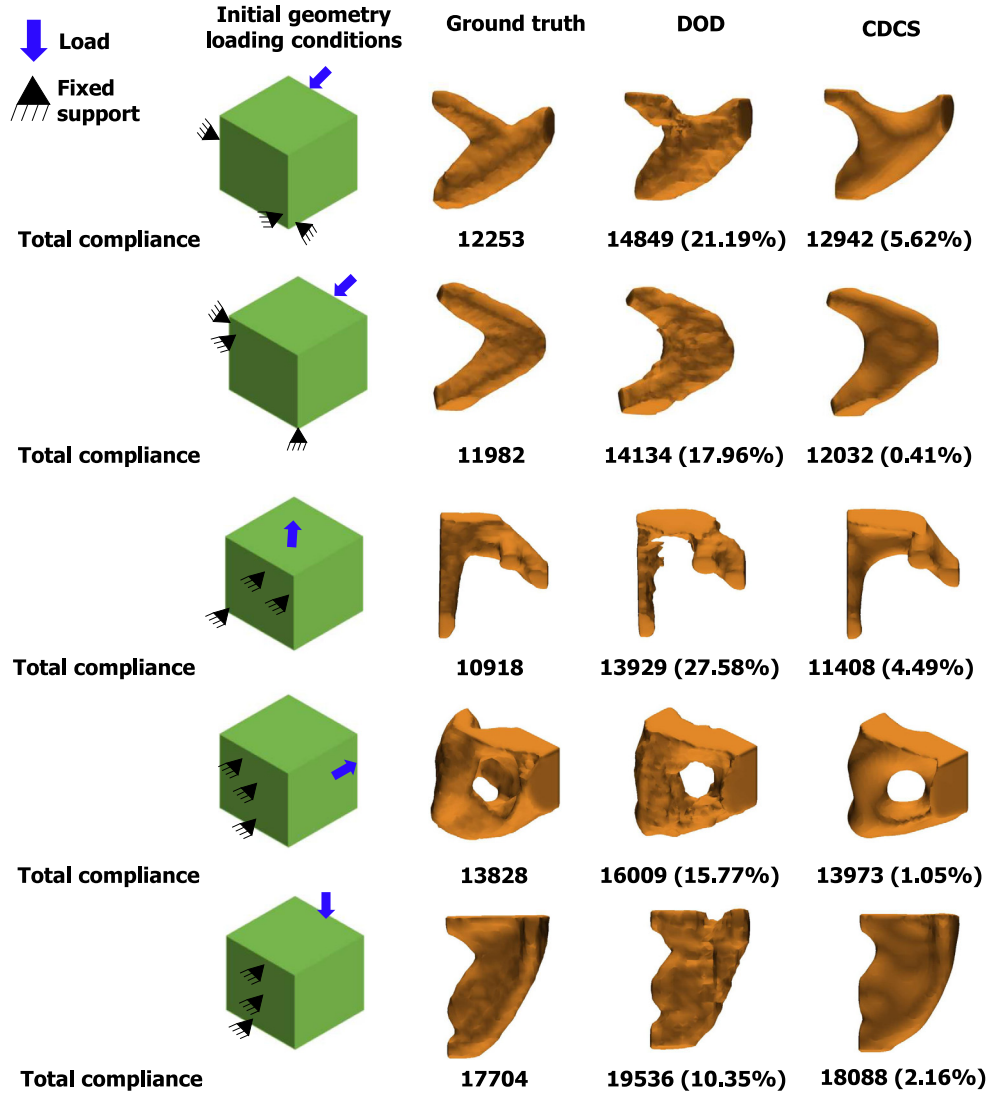 Load
Fixed
support
Initial geometry
loading conditions
Ground truth
DOD
CDCS
Total compliance 12253 14849 (21.19%) 12942 (5.62%)
Total compliance 11982 14134 (17.96%) 12032 (0.41%)
Total compliance 10918 13929 (27.58%) 11408 (4.49%)
Total compliance 13828 16009 (15.77%) 13973 (1.05%)
Total compliance 17704 19536 (10.35%) 18088 (2.16%)